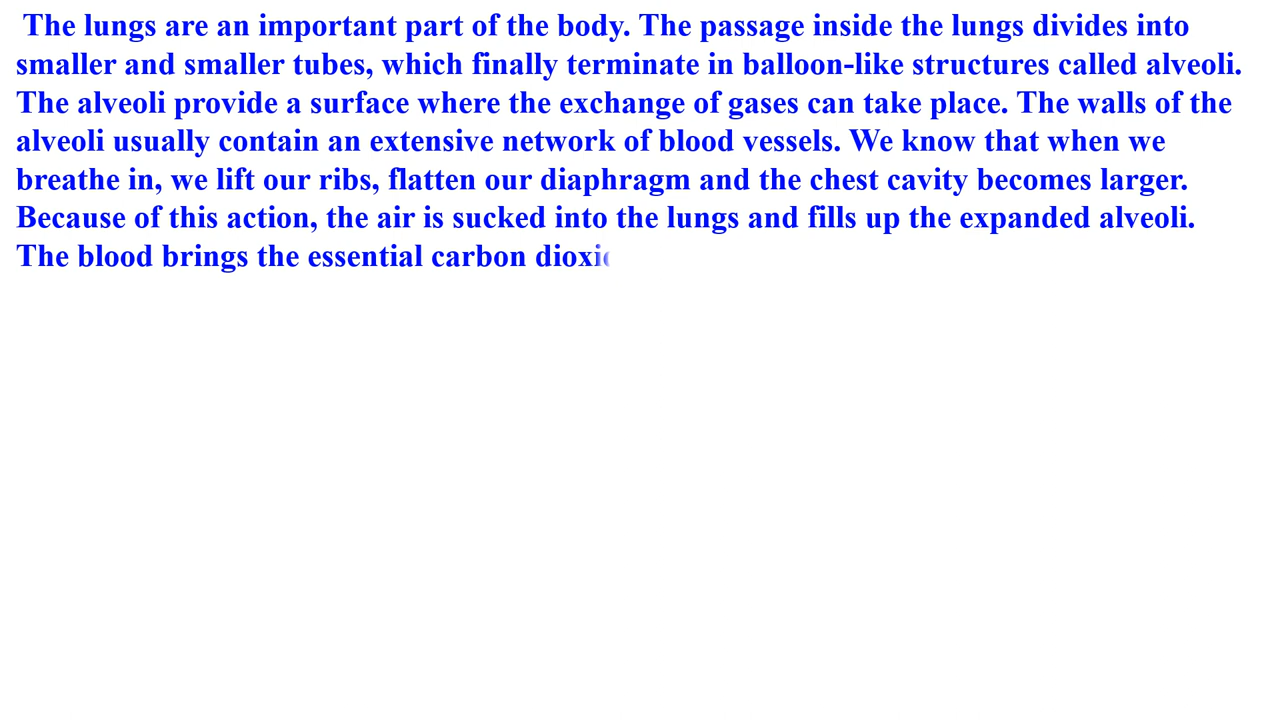 The lungs are an important part of the body. The passage inside the lungs divides into
smaller and smaller tubes, which finally terminate in balloon-like structures called alveoli.
The alveoli provide a surface where the exchange of gases can take place. The walls of the
alveoli usually contain an extensive network of blood vessels. We know that when we
breathe in, we lift our ribs, flatten our diaphragm and the chest cavity becomes larger.
Because of this action, the air is sucked into the lungs and fills up the expanded alveoli.
The blood brings the essential carbon dioxi